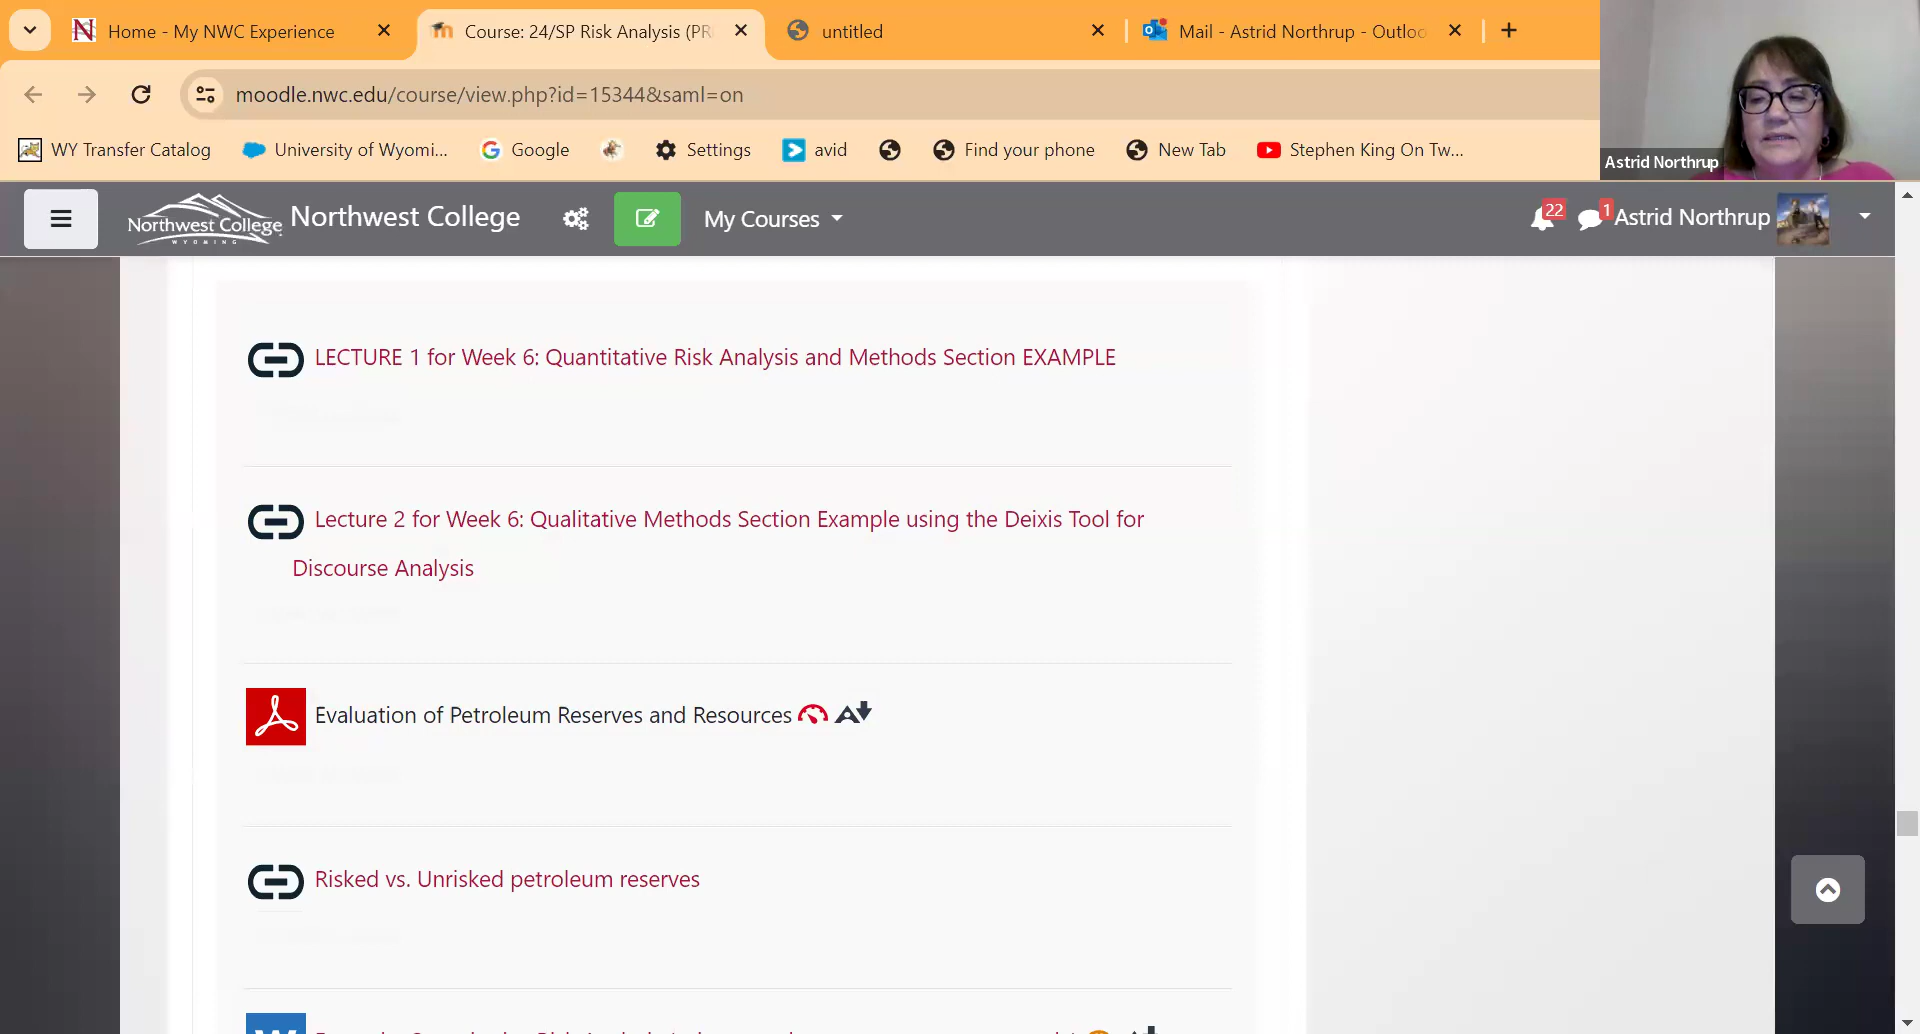 Home - My NWC Experience
Course: 24/SP Risk Analysis (PR
untitled
Mail - Astrid Northrup - Outloo
moodle.nwc.edu/course/view.php?id=15344&saml=on
WY Transfer Catalog
University of Wyomi...
Google
Settings
avid
Find your phone
New Tab
Stephen King On Tw...
Astrid Northrup
Northwest College
WYOMING
Northwest College
My Courses
22
1
Astrid Northrup
LECTURE 1 for Week 6: Quantitative Risk Analysis and Methods Section EXAMPLE
Lecture 2 for Week 6: Qualitative Methods Section Example using the Deixis Tool for
Discourse Analysis
Evaluation of Petroleum Reserves and Resources
Risked vs. Unrisked petroleum reserves